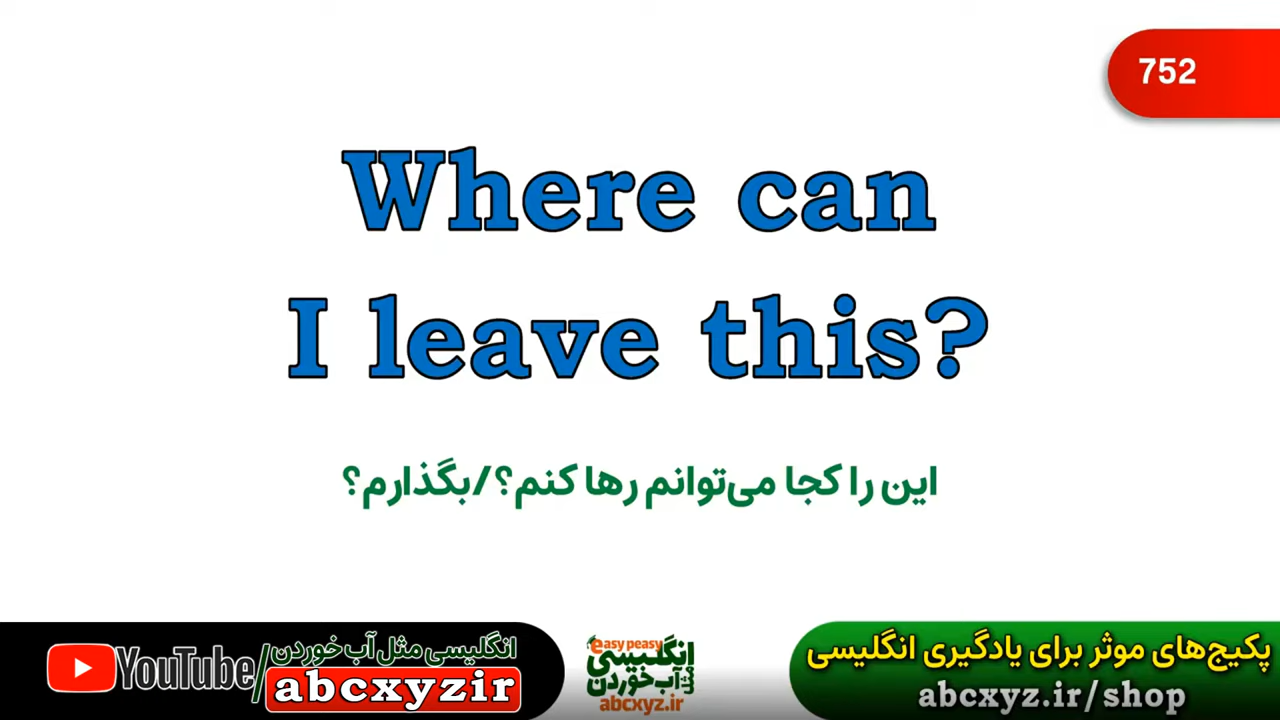 752
Where can
I leave this?
این را کجا می‌توانم رها کنم؟/بگذارم؟
YouTube/
انگلیسی مثل آب خوردن
abcxyzir
easy peasy
انگلیسی
مثل آب خوردن
abcxyz.ir
پکیج‌های موثر برای یادگیری انگلیسی
abcxyz.ir/shop